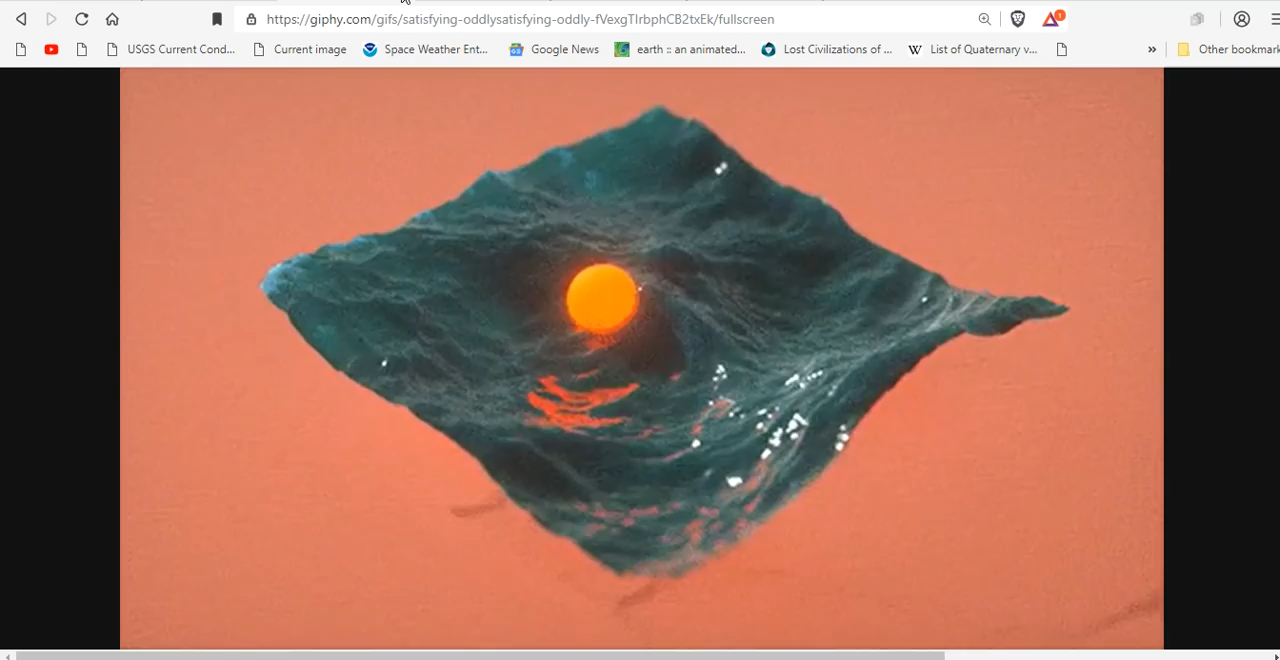 https://giphy.com/gifs/satisfying-oddlysatisfying-oddly-fVexgTIrbphCB2txEk/fullscreen
1
USGS Current Cond... Current image Space Weather Ent... Google News earth :: an animated... Lost Civilizations of ... W List of Quaternary v... » Other bookmark